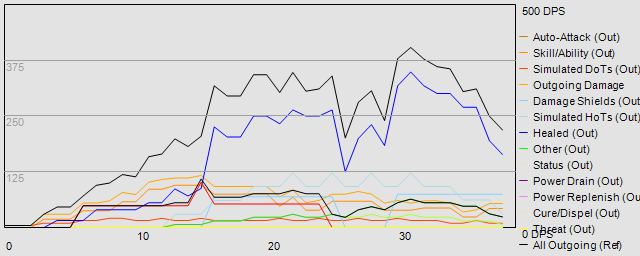 500 DPS
375
250
125
Auto-Attack (Out)
Skill/Ability (Out)
Simulated DoTs (Out)
Outgoing Damage
Damage Shields (Out
Simulated HoTs (Out)
Healed (Out)
Other (Out)
Status (Out)
Power Drain (Out)
Power Replenish (Ou
Cure/Dispel (Out)
Threat (Out)
0 DPS
All Outgoing (Ref)
0 10 20 30